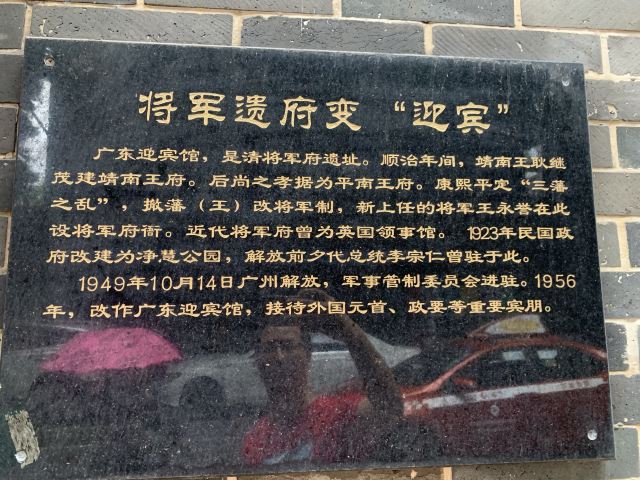 将军遗府变 “迎宾”
广东迎宾馆，是清将军府遗址。顺治年间，靖南王耿继
茂建靖南王府。后尚之孝据为平南王府。康熙平定“三藩
之乱”，撤藩（王）改将军制，新上任的将军王永誉在此
设将军府衙。近代将军府曾为英国领事馆。 1923年民国政
府改建为净慧公园，解放前夕代总统李宗仁曾驻于此。
1949年10月14日广州解放，军事管制委员会进驻。1956
年，改作广东迎宾馆，接待外国元首、政要等重要宾朋。